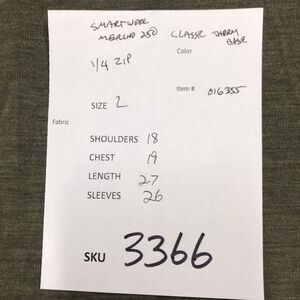 SMARTWOOL
MERINO 250 CLASSIC THERM
BASE
1/4 ZIP
Color
Item # 016355
SIZE L
Fabric
SHOULDERS 18
CHEST 19
LENGTH 27
SLEEVES 26
SKU 3366